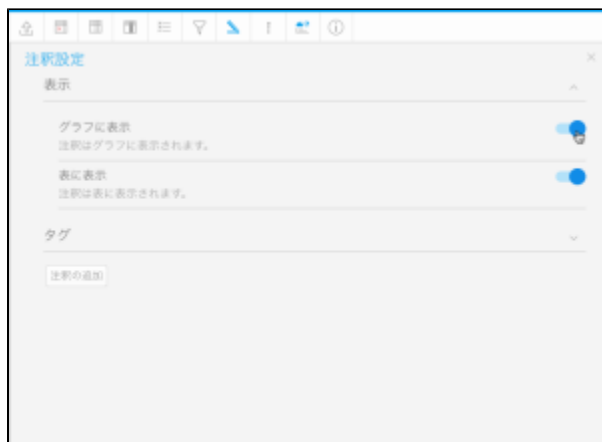 注釈設定
表示
グラフに表示
注釈はグラフに表示されます。
表に表示
注釈は表に表示されます。
タグ
注釈の追加